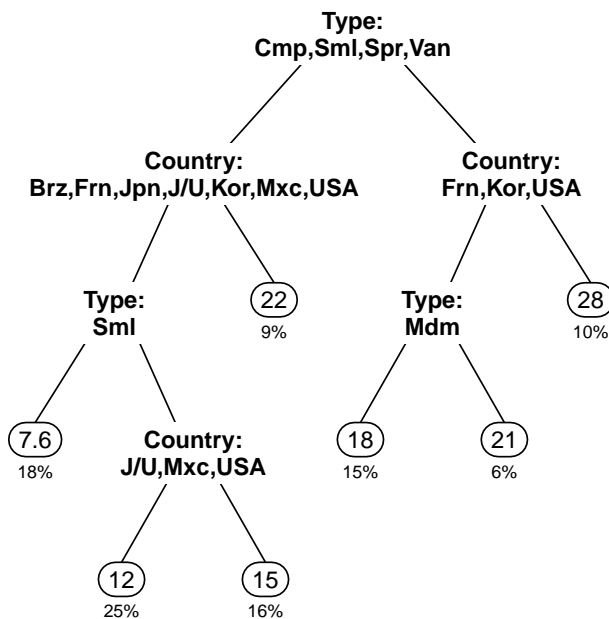 Type:
Cmp,Sml,Spr,Van
Country:
Brz,Frn,Jpn,J/U,Kor,Mxc,USA
Country:
Frn,Kor,USA
Type:
Sml
22
9%
Type:
Mdm
28
10%
7.6
18%
Country:
J/U,Mxc,USA
18
15%
21
6%
12
25%
15
16%